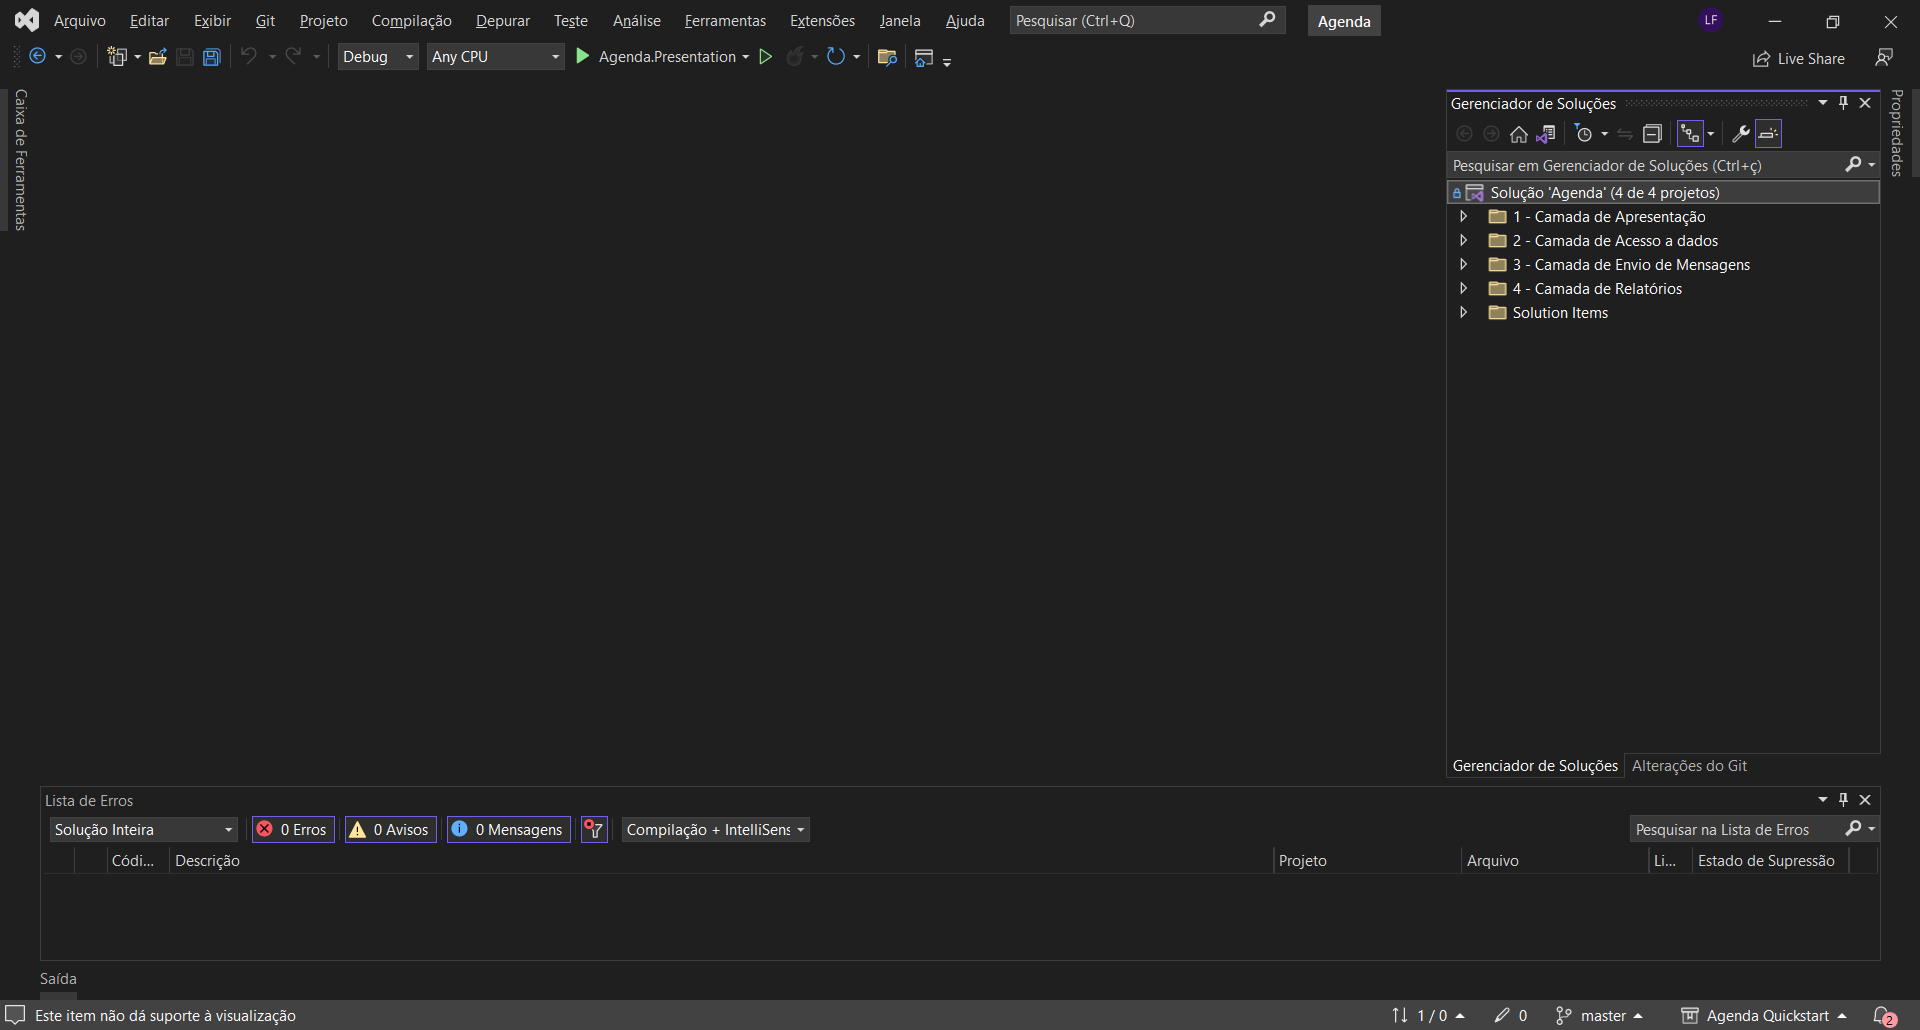 Arquivo Editar Exibir Git Projeto Compilação Depurar Teste Análise Ferramentas Extensões Janela Ajuda Pesquisar (Ctrl+Q) Agenda LF
Debug Any CPU Agenda.Presentation Live Share
Caixa de Ferramentas
Gerenciador de Soluções
Propriedades
Pesquisar em Gerenciador de Soluções (Ctrl+ç)
Solução 'Agenda' (4 de 4 projetos)
1 - Camada de Apresentação
2 - Camada de Acesso a dados
3 - Camada de Envio de Mensagens
4 - Camada de Relatórios
Solution Items
Gerenciador de Soluções Alterações do Git
Lista de Erros
Solução Inteira 0 Erros 0 Avisos 0 Mensagens Compilação + IntelliSens Pesquisar na Lista de Erros
Códi... Descrição Projeto Arquivo Li... Estado de Supressão
Saída
Este item não dá suporte à visualização 1 / 0 0 master Agenda Quickstart 2